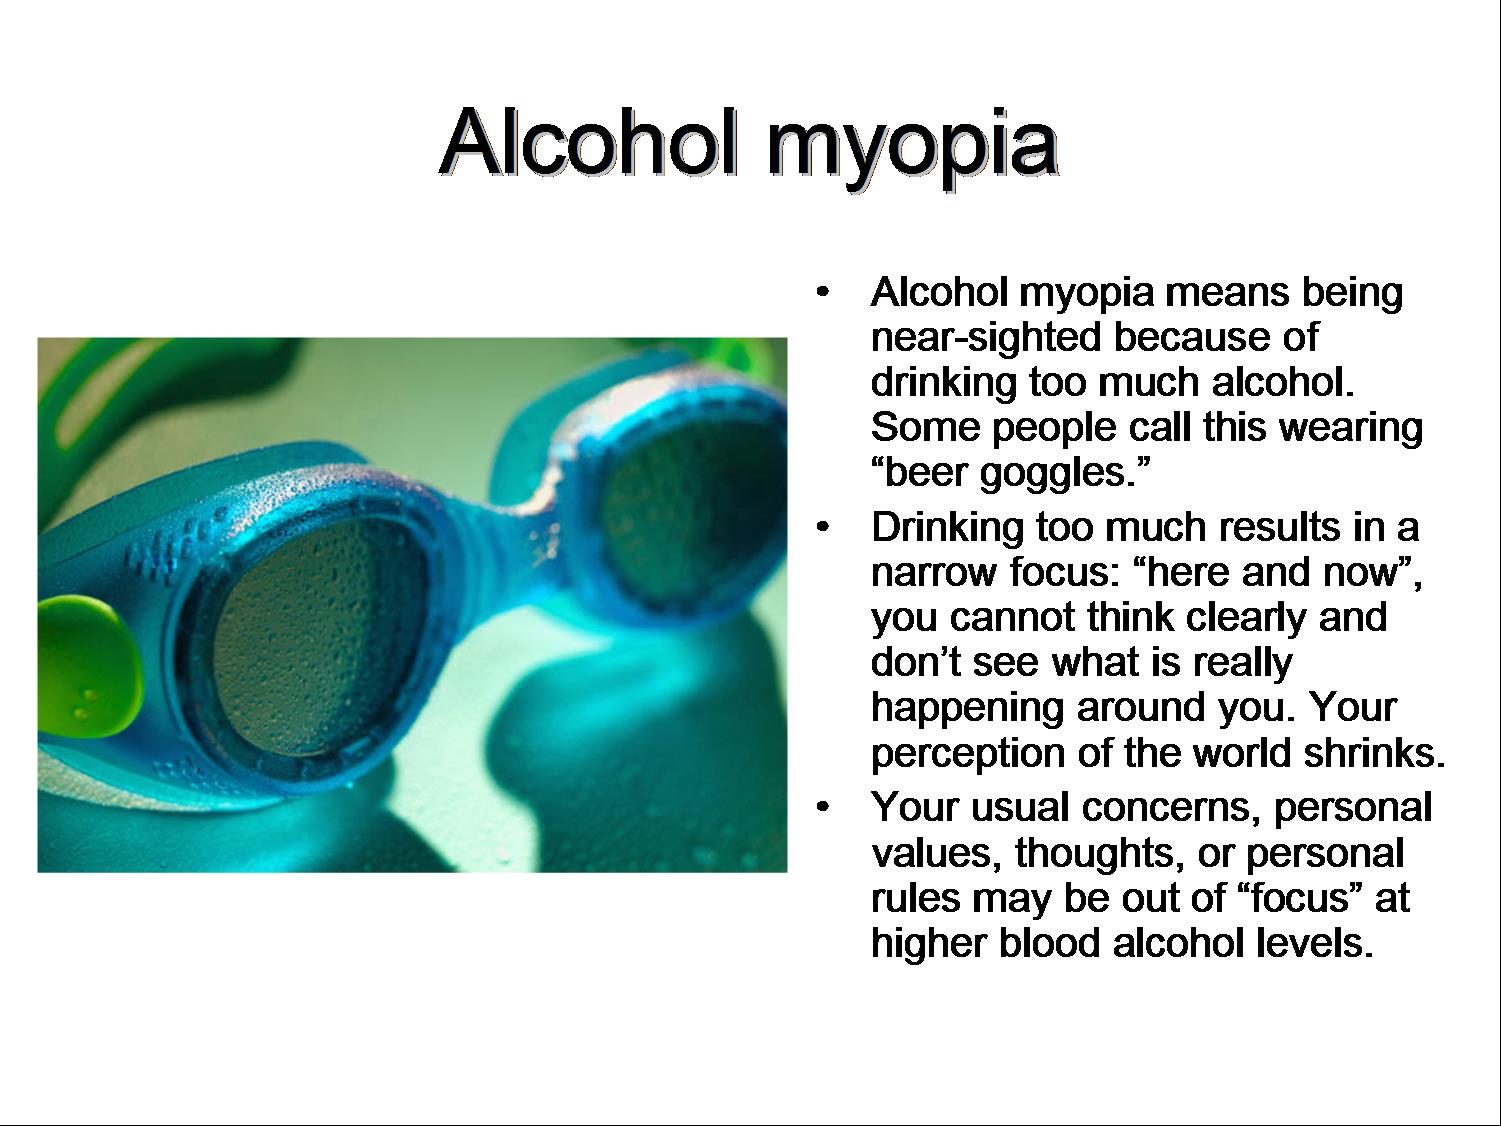 Alcohol myopia
• Alcohol myopia means being
near-sighted because of
drinking too much alcohol.
Some people call this wearing
“beer goggles.”
• Drinking too much results in a
narrow focus: “here and now”,
you cannot think clearly and
don’t see what is really
happening around you. Your
perception of the world shrinks.
• Your usual concerns, personal
values, thoughts, or personal
rules may be out of “focus” at
higher blood alcohol levels.